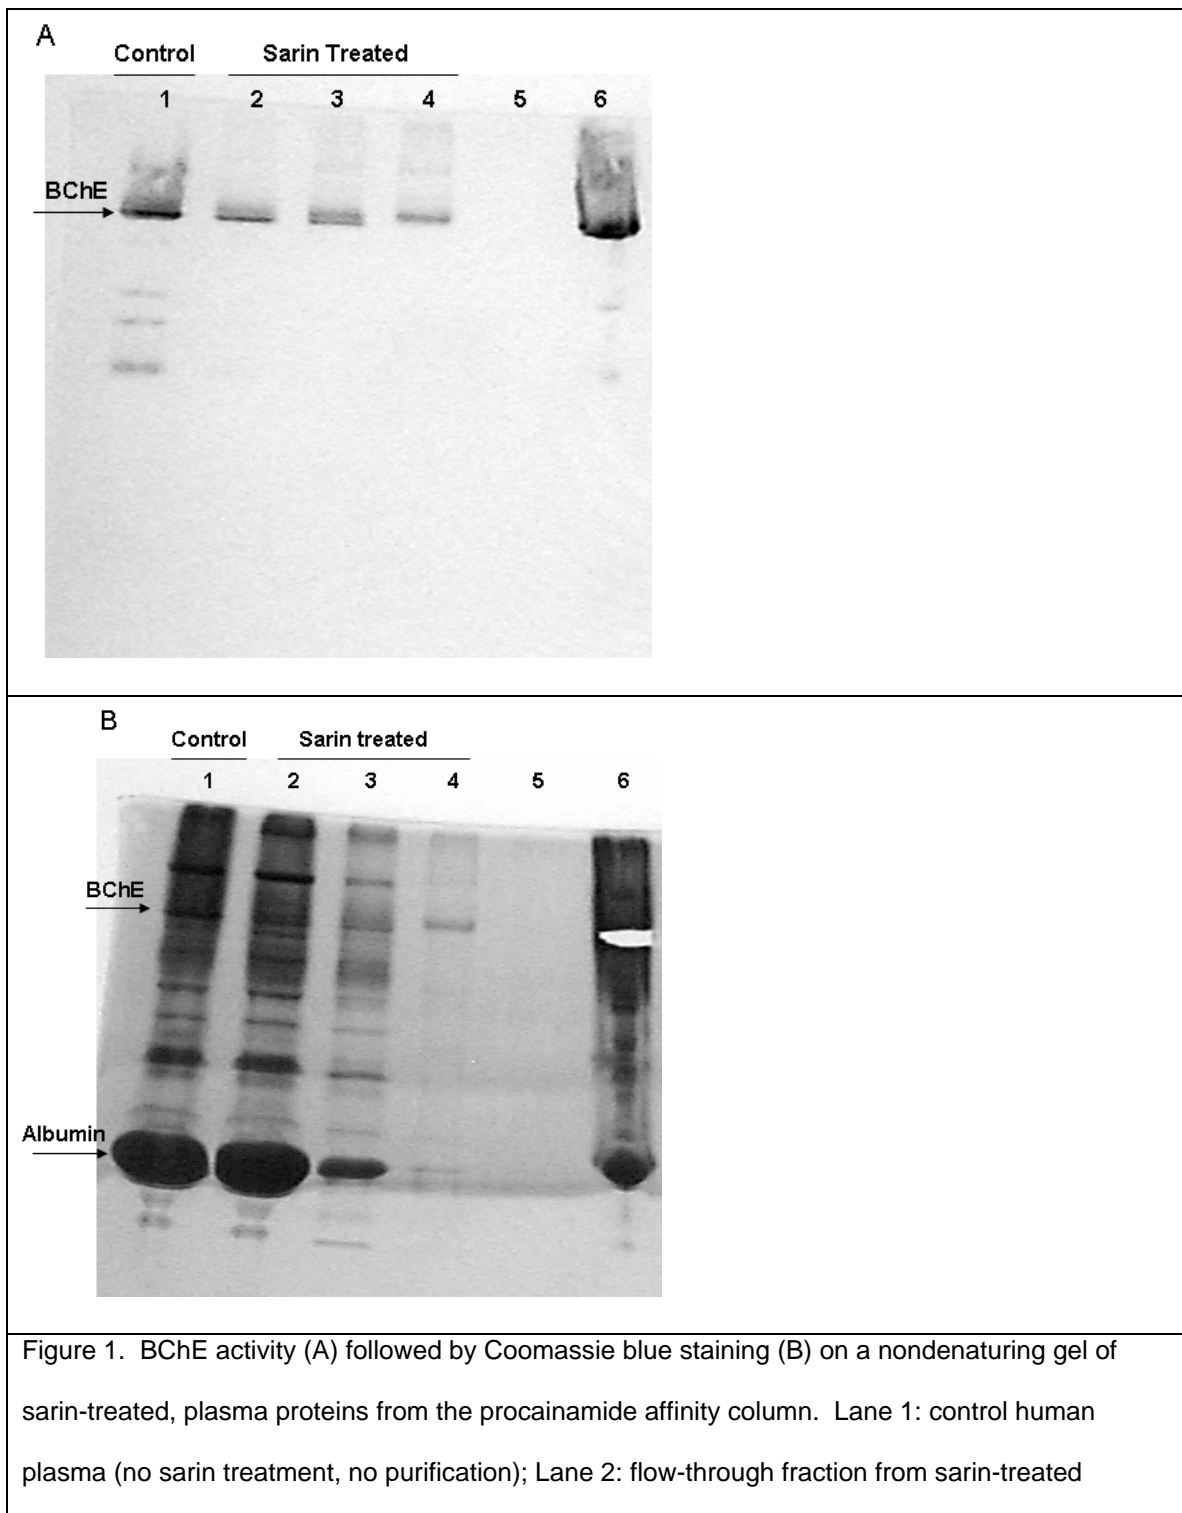 A
Control Sarin Treated
1 2 3 4 5 6
BChE
B
Control Sarin treated
1 2 3 4 5 6
BChE
Albumin
Figure 1. BChE activity (A) followed by Coomassie blue staining (B) on a nondenaturing gel of
sarin-treated, plasma proteins from the procainamide affinity column. Lane 1: control human
plasma (no sarin treatment, no purification); Lane 2: flow-through fraction from sarin-treated